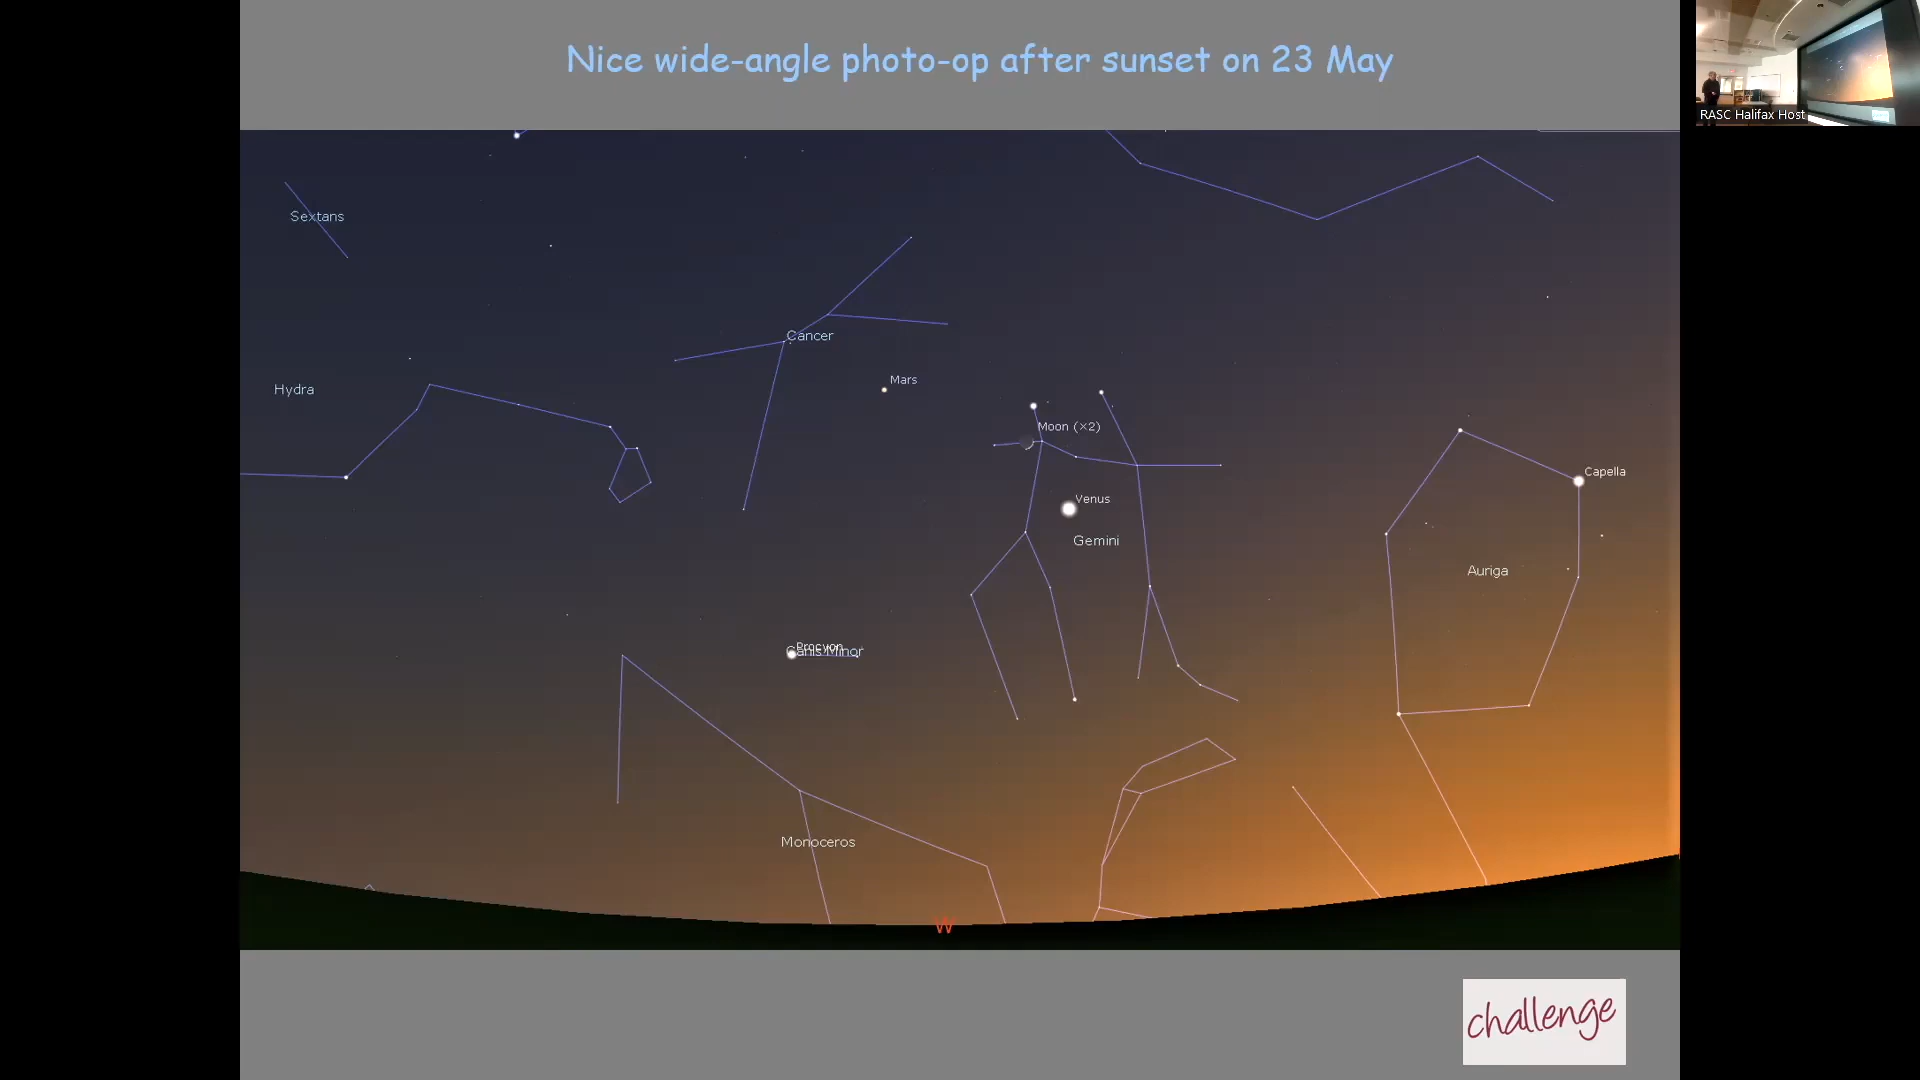 Nice wide-angle photo-op after sunset on 23 May
RASC Halifax Host
Sextans
Cancer
Mars
Hydra
Moon (×2)
Capella
Venus
Gemini
Auriga
Procyon
Canis Minor
Monoceros
W
challenge